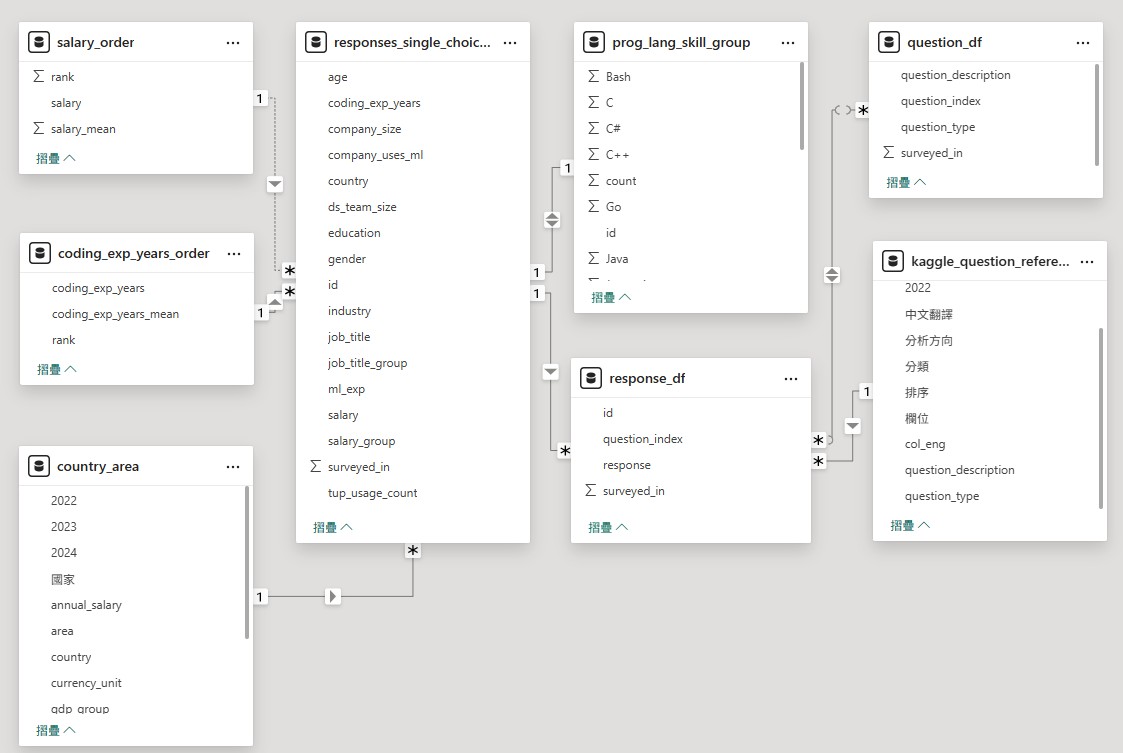 salary_order
rank
salary
salary_mean
摺疊
coding_exp_years_order
coding_exp_years
coding_exp_years_mean
rank
摺疊
country_area
2022
2023
2024
國家
annual_salary
area
country
currency_unit
gdp_group
摺疊
responses_single_choic...
age
coding_exp_years
company_size
company_uses_ml
country
ds_team_size
education
gender
id
industry
job_title
job_title_group
ml_exp
salary
salary_group
surveyed_in
tup_usage_count
摺疊
prog_lang_skill_group
Bash
C
C#
C++
count
Go
id
Java
摺疊
response_df
id
question_index
response
surveyed_in
摺疊
question_df
question_description
question_index
question_type
surveyed_in
摺疊
kaggle_question_refere...
2022
中文翻譯
分析方向
分類
排序
欄位
col_eng
question_description
question_type
摺疊
1
*
*
1
1
*
1
1
1
*
*
*
1
*